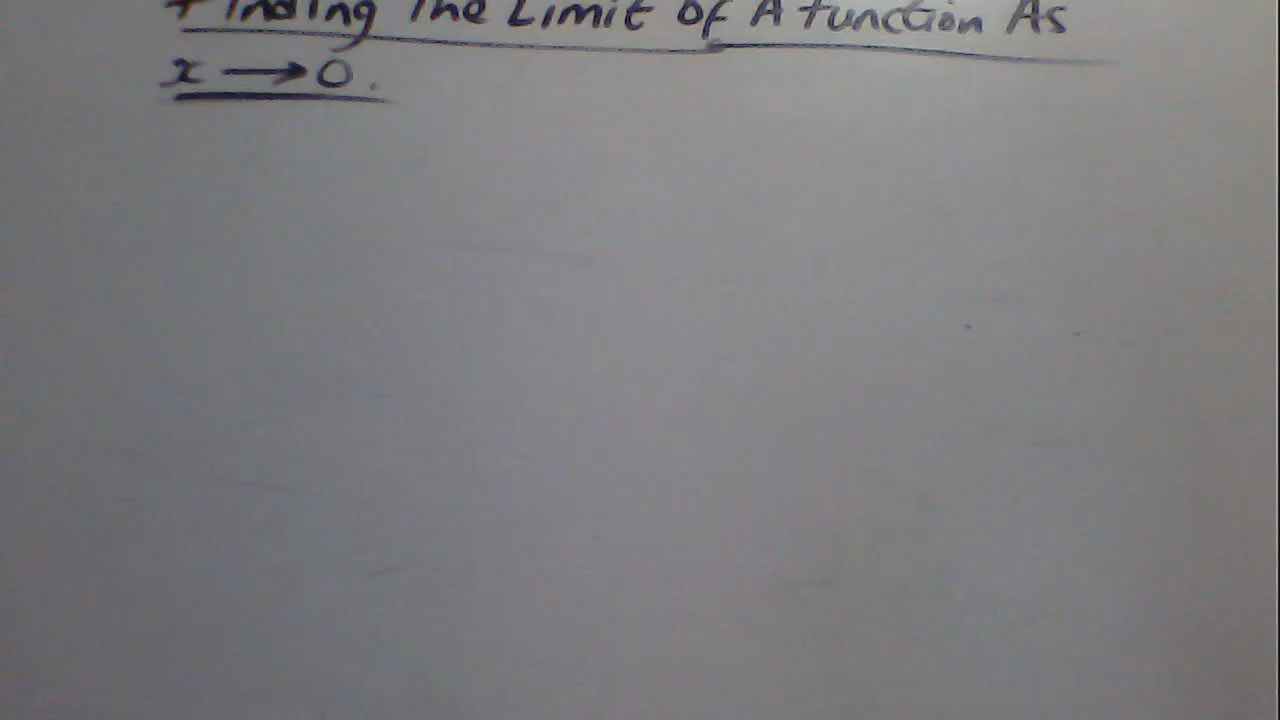 Finding The Limit Of A function As
x → 0.